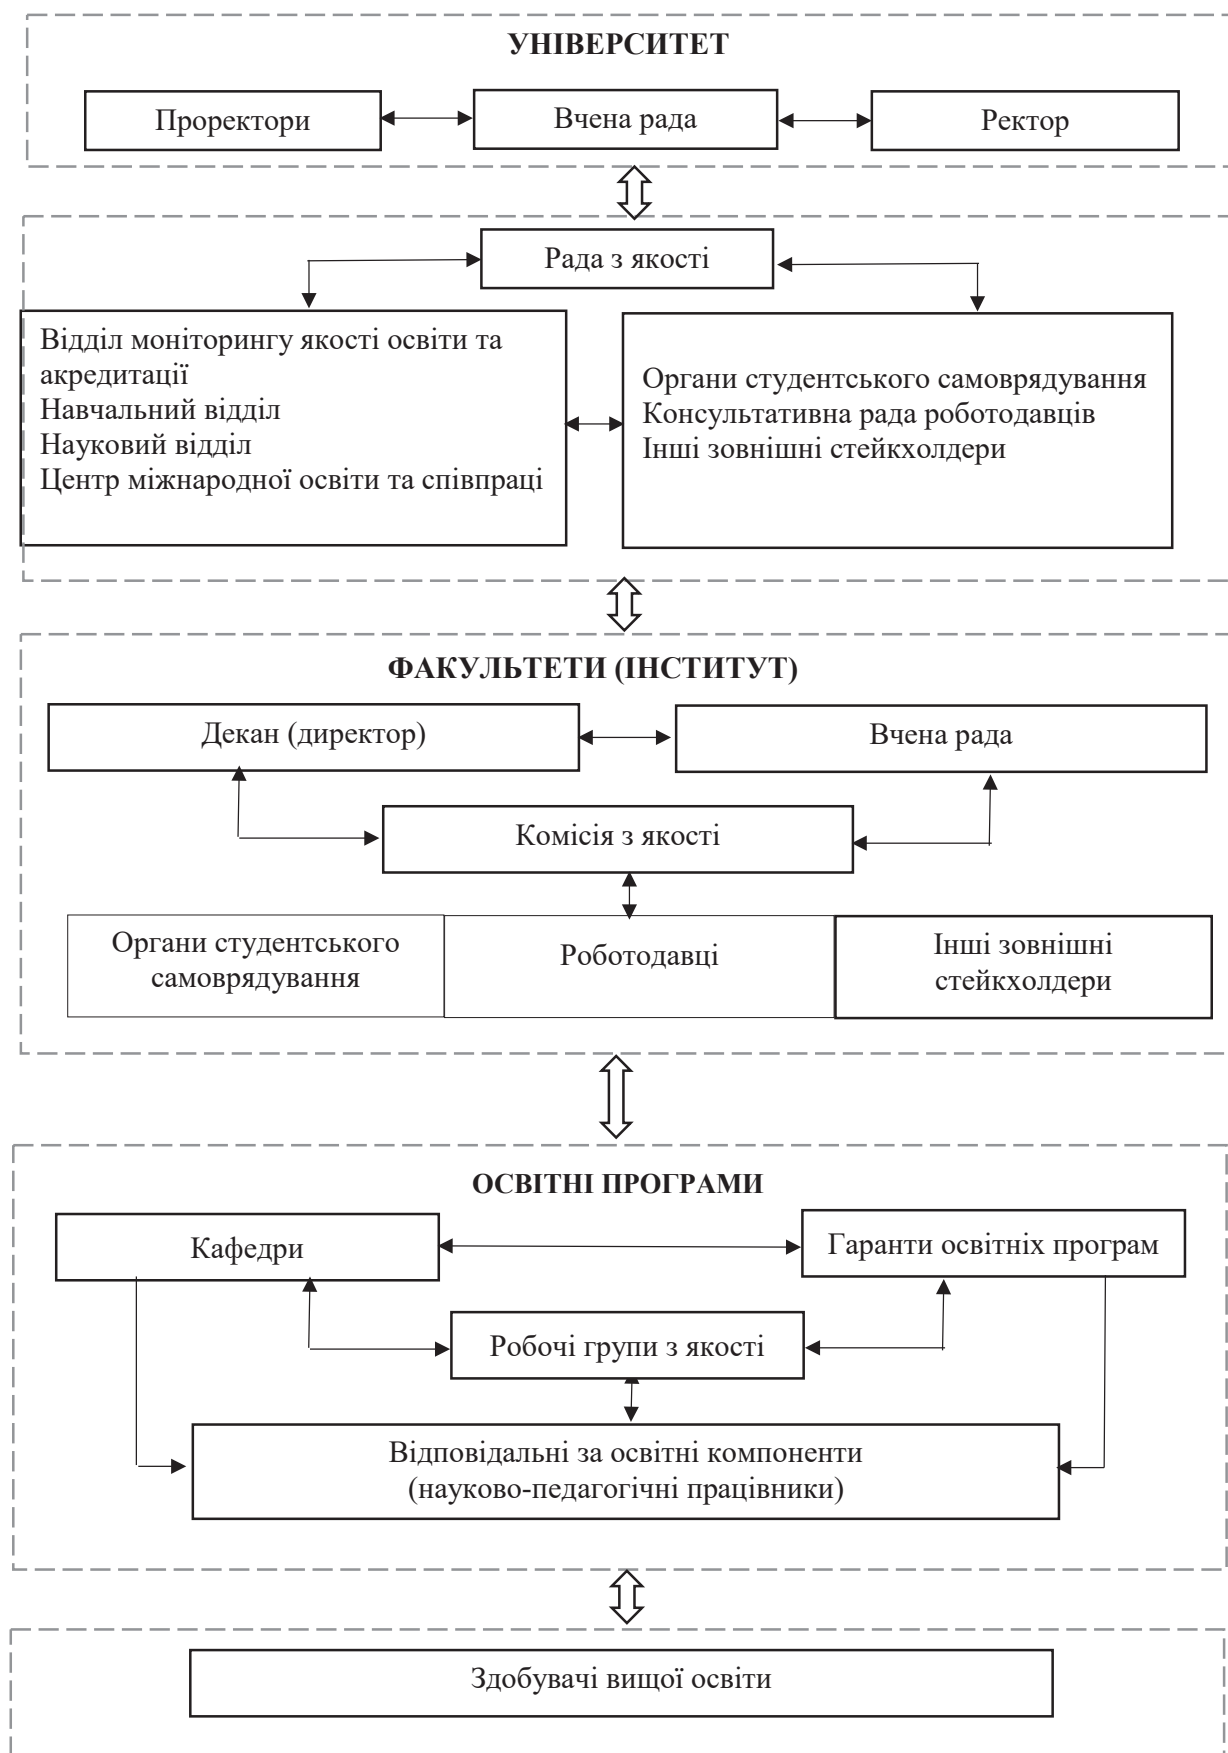 УНІВЕРСИТЕТ
Проректори
Вчена рада
Ректор
Рада з якості
Відділ моніторингу якості освіти та
акредитації
Навчальний відділ
Науковий відділ
Центр міжнародної освіти та співпраці
Органи студентського самоврядування
Консультативна рада роботодавців
Інші зовнішні стейкхолдери
ФАКУЛЬТЕТИ (ІНСТИТУТ)
Декан (директор)
Вчена рада
Комісія з якості
Органи студентського
самоврядування
Роботодавці
Інші зовнішні
стейкхолдери
ОСВІТНІ ПРОГРАМИ
Кафедри
Гаранти освітніх програм
Робочі групи з якості
Відповідальні за освітні компоненти
(науково-педагогічні працівники)
Здобувачі вищої освіти